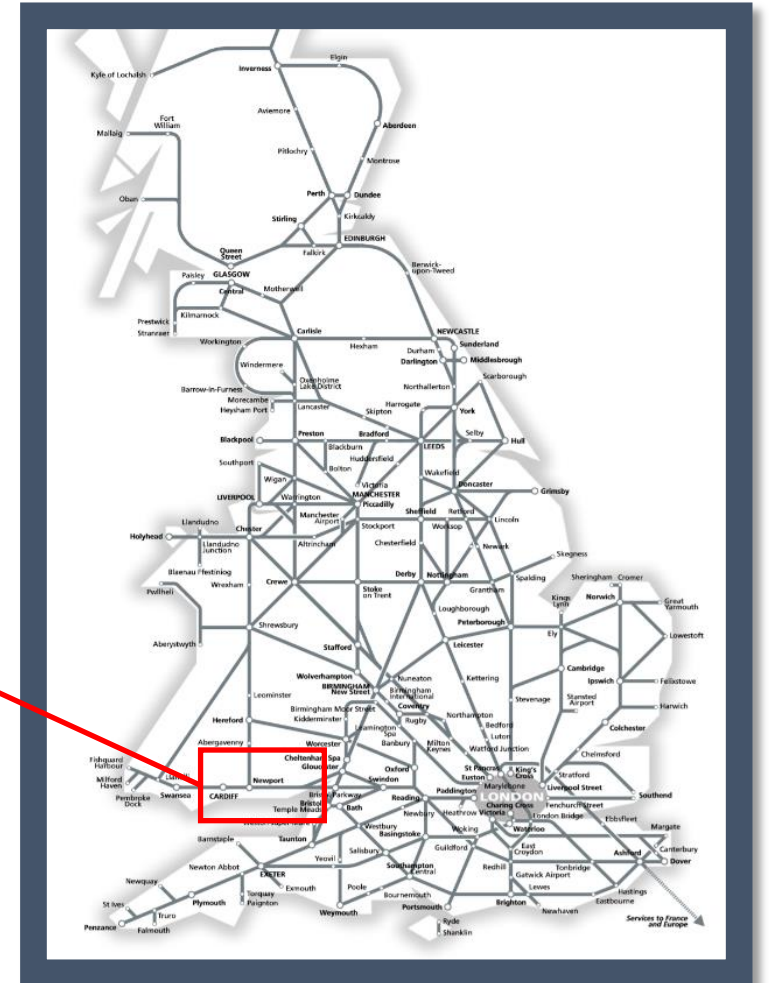 Elgin
Inverness
Kyle of Lochalsh
Aviemore
Fort
William
Mallaig
Aberdeen
Pitlochry
Montrose
Perth
Dundee
Oban
Stirling
Kirkcaldy
EDINBURGH
Queen
Street
Falkirk
Berwick-
upon-Tweed
Paisley
GLASGOW
Central
Motherwell
Prestwick
Kilmarnock
Stranraer
Carlisle
NEWCASTLE
Workington
Hexham
Sunderland
Durham
Darlington
Middlesbrough
Windermere
Scarborough
Oxenholme
Lake District
Barrow-in-Furness
Northallerton
Morecambe
Heysham Port
Lancaster
Harrogate
York
Skipton
Blackpool
Preston
Bradford
Selby
Hull
Blackburn
LEEDS
Huddersfield
Southport
Bolton
Wakefield
Wigan
Victoria
Doncaster
Grimsby
LIVERPOOL
Warrington
MANCHESTER
Piccadilly
Manchester
Airport
Sheffield
Retford
Lincoln
Llandudno
Stockport
Worksop
Holyhead
Chester
Llandudno
Junction
Altrincham
Chesterfield
Newark
Skegness
Blaenau Ffestiniog
Wrexham
Crewe
Derby
Nottingham
Spalding
Sheringham
Cromer
Pwllheli
Stoke
on Trent
Grantham
Kings
Lynn
Norwich
Great
Yarmouth
Loughborough
Shrewsbury
Peterborough
Ely
Lowestoft
Aberystwyth
Stafford
Leicester
Wolverhampton
Cambridge
BIRMINGHAM
New Street
Nuneaton
Kettering
Ipswich
Felixstowe
Birmingham
International
Leominster
Stevenage
Stansted
Airport
Birmingham Moor Street
Coventry
Harwich
Hereford
Kidderminster
Rugby
Northampton
Bedford
Colchester
Leamington
Spa
Abergavenny
Worcester
Banbury
Milton
Keynes
Luton
Watford Junction
Chelmsford
Fishguard
Harbour
Cheltenham Spa
Gloucester
Oxford
St Pancras
King's
Cross
Stratford
Milford
Haven
Newport
Swindon
Euston
Liverpool Street
Marylebone
Pembroke
Dock
Swansea
CARDIFF
Parkway
Reading
Paddington
LONDON
Southend
Bristol
Temple Meads
Bath
Charing Cross
Fenchurch Street
Newbury
Heathrow
Victoria
London Bridge
Ebbsfleet
Waterloo
Westbury
Basingstoke
Woking
Margate
Barnstaple
Taunton
East
Croydon
Salisbury
Guildford
Canterbury
Yeovil
Southampton
Central
Redhill
Tonbridge
Ashford
Dover
Newton Abbot
EXETER
Gatwick Airport
Newquay
Exmouth
Poole
Lewes
Hastings
Torquay
Bournemouth
Eastbourne
St Ives
Plymouth
Paignton
Portsmouth
Brighton
Newhaven
Weymouth
Truro
Ryde
Services to France
and Europe
Penzance
Falmouth
Shanklin